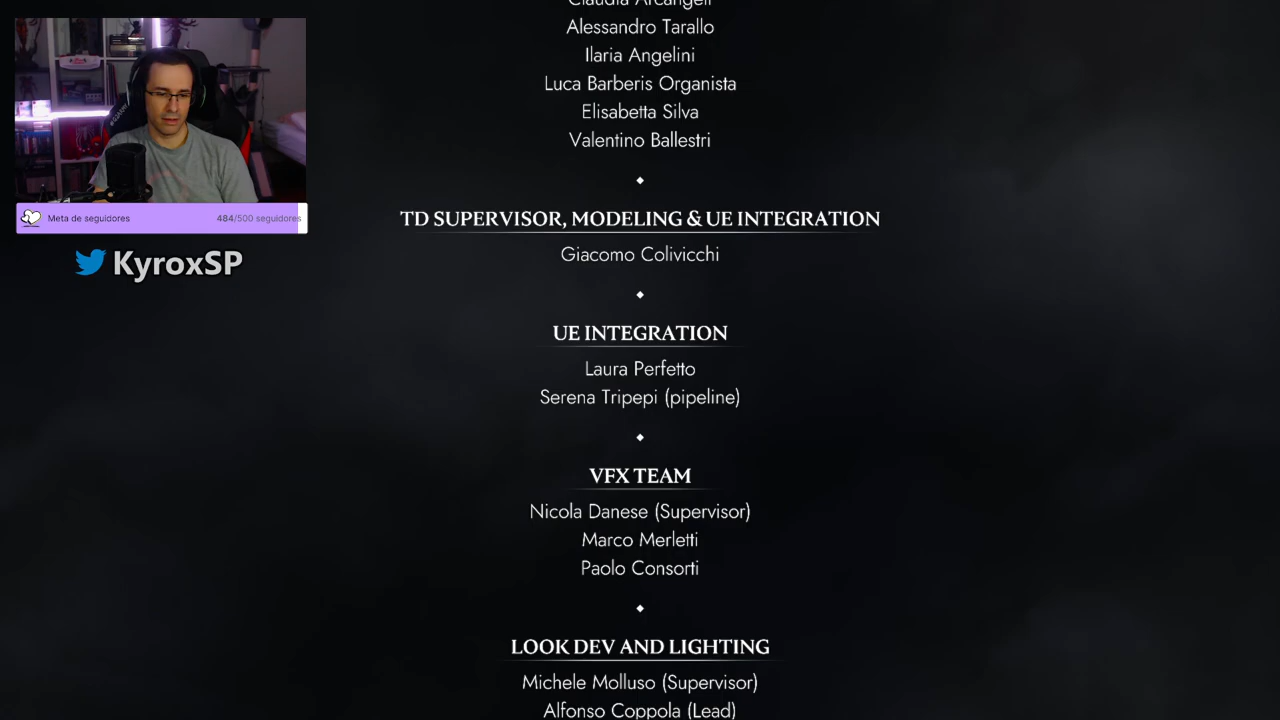 Claudia Arcangeli
Alessandro Tarallo
Ilaria Angelini
Luca Barberis Organista
Elisabetta Silva
Valentino Ballestri
Meta de seguidores 484/500 seguidores
KyroxSP
TD SUPERVISOR, MODELING & UE INTEGRATION
Giacomo Colivicchi
UE INTEGRATION
Laura Perfetto
Serena Tripepi (pipeline)
VFX TEAM
Nicola Danese (Supervisor)
Marco Merletti
Paolo Consorti
LOOK DEV AND LIGHTING
Michele Molluso (Supervisor)
Alfonso Coppola (Lead)